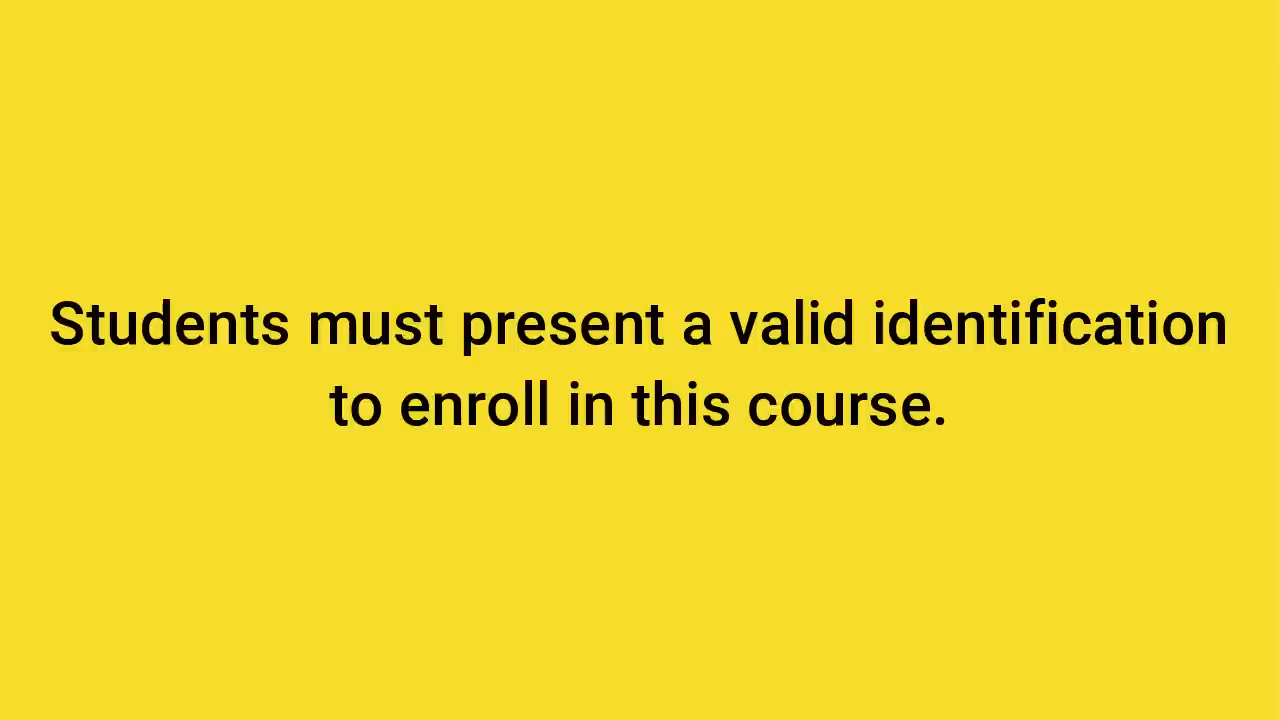 Students must present a valid identification
to enroll in this course.